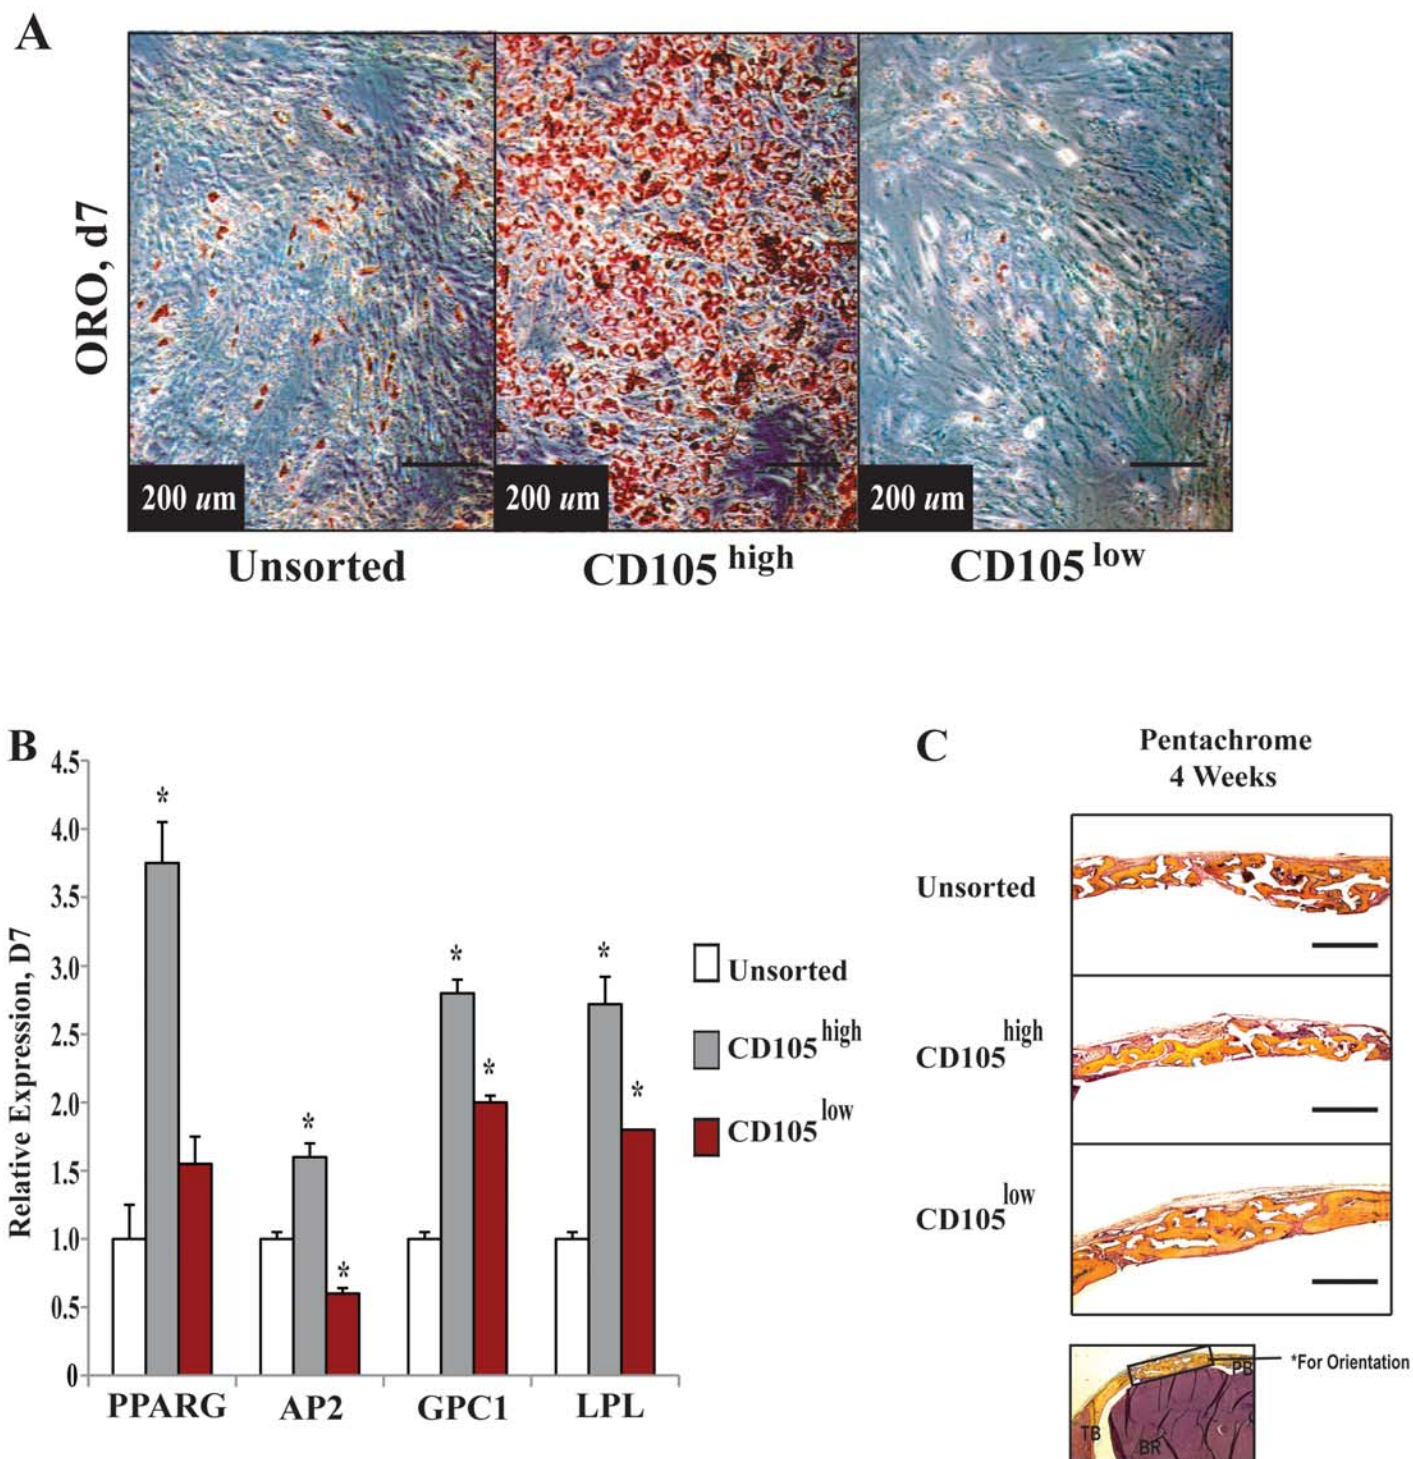 A
ORO, d7
200 um
200 um
200 um
Unsorted
CD105 high
CD105 low
B
Relative Expression, D7
4.5
4.0
3.5
3.0
2.5
2.0
1.5
1.0
0.5
0
*
*
*
*
*
*
*
PPARG
AP2
GPC1
LPL
Unsorted
CD105 high
CD105 low
C
Pentachrome
4 Weeks
Unsorted
CD105 high
CD105 low
*For Orientation
PB
TB
BR